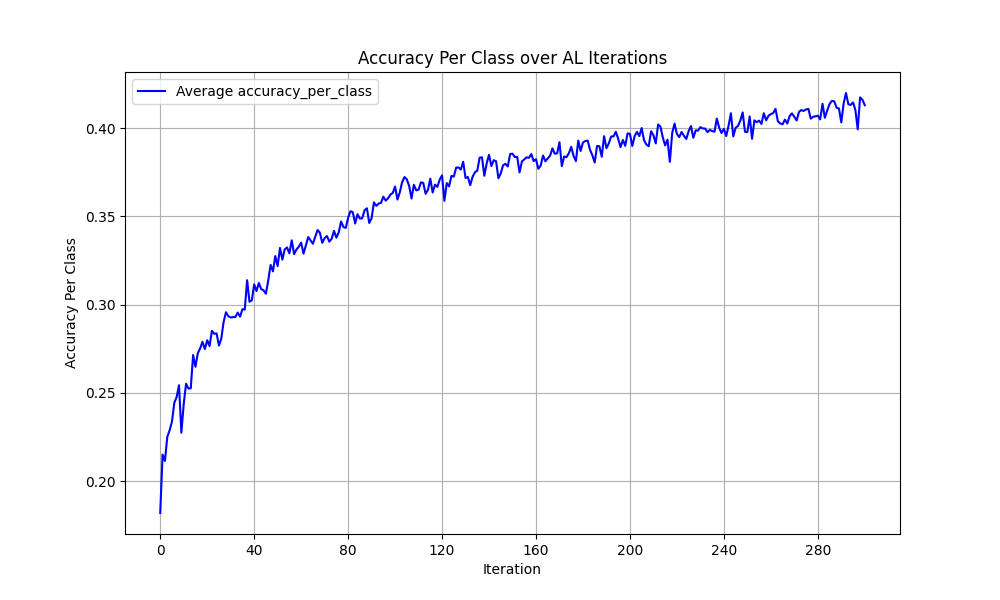 Accuracy Per Class over AL Iterations
Average accuracy_per_class
Accuracy Per Class
0.40
0.35
0.30
0.25
0.20
0 40 80 120 160 200 240 280
Iteration